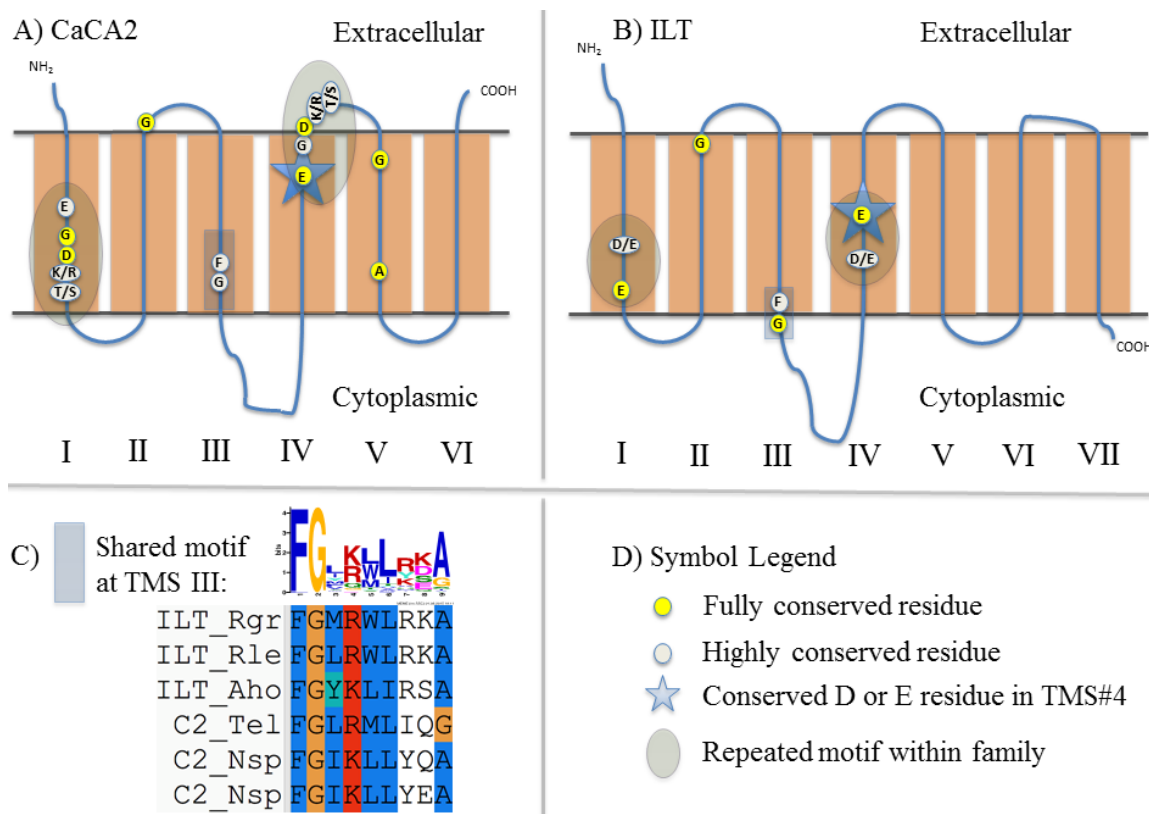 A) CaCA2
Extracellular
NH2
COOH
E
G
D
K/R
T/S
G
F
G
T/S
K/R
D
G
E
G
A
Cytoplasmic
I II III IV V VI
B) ILT
Extracellular
NH2
COOH
D/E
E
G
F
G
E
D/E
Cytoplasmic
I II III IV V VI VII
C)
Shared motif
at TMS III:
bits
ILT_Rgr FGMRWLRKA
ILT_Rle FGLRWLRKA
ILT_Aho FGYKLIRSA
C2_Tel FGLRMLIQG
C2_Nsp FGIKLLYQA
C2_Nsp FGIKLLYEA
D) Symbol Legend
Fully conserved residue
Highly conserved residue
Conserved D or E residue in TMS#4
Repeated motif within family